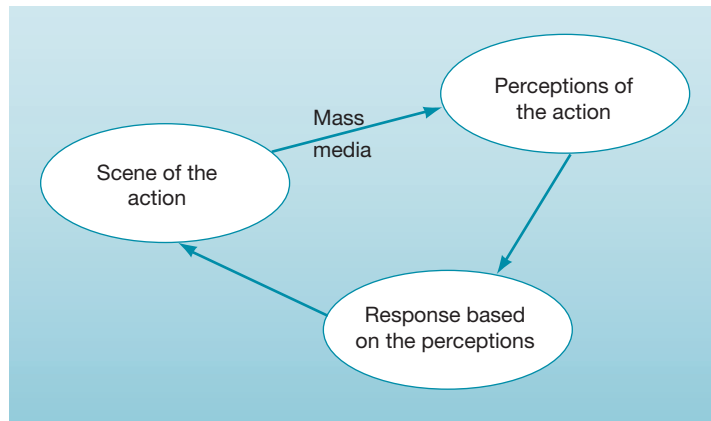 Perceptions of
the action
Mass
media
Scene of the
action
Response based
on the perceptions